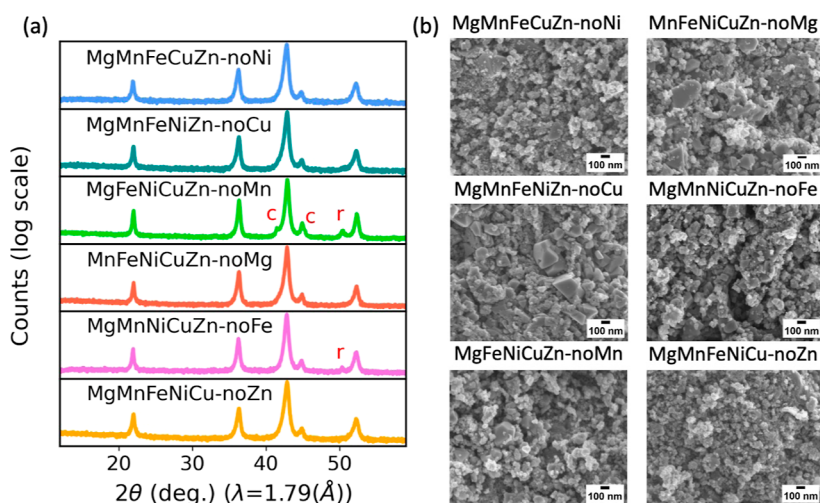 (a)
MgMnFeCuZn-noNi
MgMnFeNiZn-noCu
MgFeNiCuZn-noMn
c
c
r
MnFeNiCuZn-noMg
MgMnNiCuZn-noFe
r
MgMnFeNiCu-noZn
Counts (log scale)
20
30
40
50
2θ (deg.) (λ=1.79(Å))
(b)
MgMnFeCuZn-noNi
MnFeNiCuZn-noMg
100 nm
100 nm
MgMnFeNiZn-noCu
MgMnNiCuZn-noFe
100 nm
100 nm
MgFeNiCuZn-noMn
MgMnFeNiCu-noZn
100 nm
100 nm